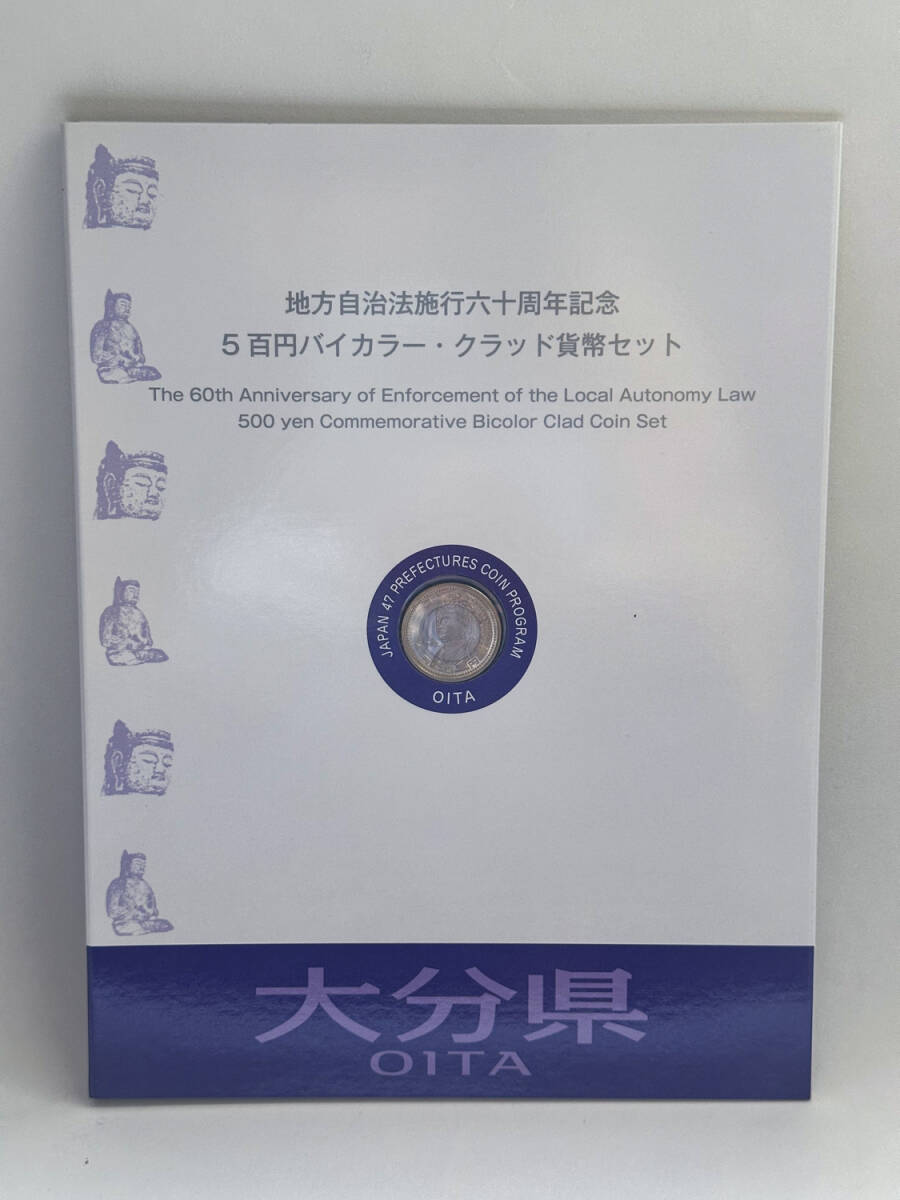 地方自治法施行六十周年記念
5百円バイカラー・クラッド貨幣セット
The 60th Anniversary of Enforcement of the Local Autonomy Law
500 yen Commemorative Bicolor Clad Coin Set
JAPAN 47 PREFECTURES COIN PROGRAM
OITA
大分県
OITA